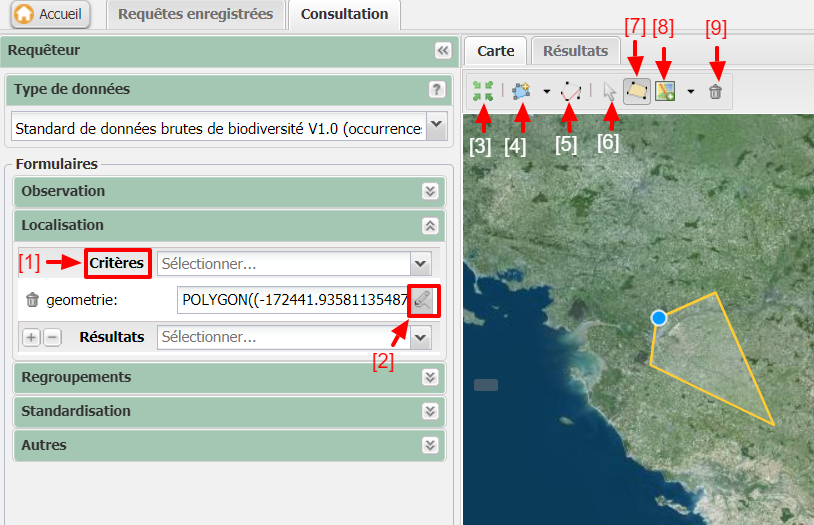 Accueil
Requêtes enregistrées
Consultation
Requêteur
Type de données
?
Standard de données brutes de biodiversité V1.0 (occurrences
Formulaires
Observation
Localisation
[1]
Critères
Sélectionner...
geometrie:
POLYGON((-172441.93581135487
Résultats
Sélectionner...
[2]
Regroupements
Standardisation
Autres
Carte
Résultats
[7]
[8]
[9]
[3]
[4]
[5]
[6]